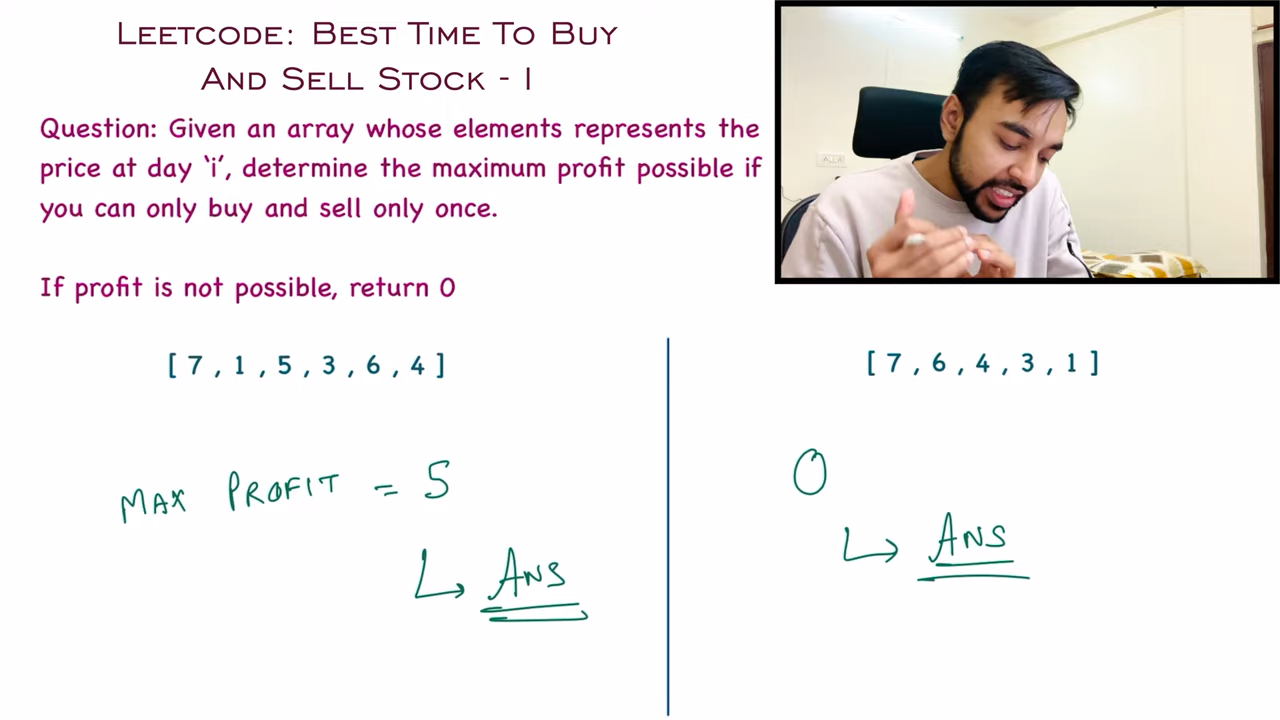 LEETCODE: BEST TIME TO BUY
AND SELL STOCK - I
Question: Given an array whose elements represents the
price at day ‘i’, determine the maximum profit possible if
you can only buy and sell only once.
If profit is not possible, return 0
[ 7 , 1 , 5 , 3 , 6 , 4 ]
MAX PROFIT = 5
↳ ANS
[ 7 , 6 , 4 , 3 , 1 ]
0
↳ ANS